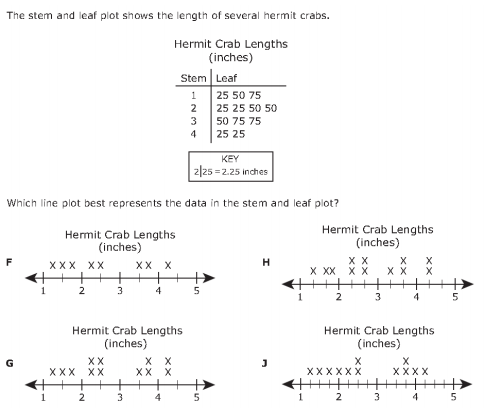 The stem and leaf plot shows the length of several hermit crabs.
Hermit Crab Lengths
(inches)
Stem Leaf
1 25 50 75
2 25 25 50 50
3 50 75 75
4 25 25
KEY
2|25 = 2.25 inches
Which line plot best represents the data in the stem and leaf plot?
Hermit Crab Lengths
(inches)
F
X X X X X X X X
1 2 3 4 5
Hermit Crab Lengths
(inches)
H
X X X X
X X X X X X X X X
1 2 3 4 5
Hermit Crab Lengths
(inches)
G
X X X X
X X X X X X X X
1 2 3 4 5
Hermit Crab Lengths
(inches)
J
X X
X X X X X X X X X X
1 2 3 4 5